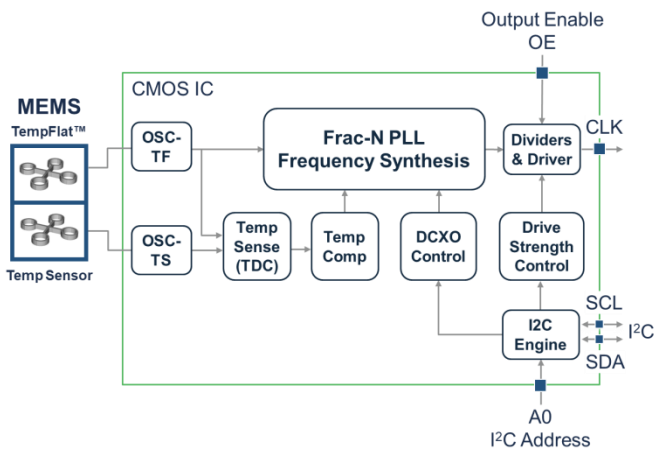 Output Enable
OE
CMOS IC
MEMS
TempFlat™
OSC-
TF
Frac-N PLL
Frequency Synthesis
Dividers
& Driver
CLK
OSC-
TS
Temp
Sense
(TDC)
Temp
Comp
DCXO
Control
Drive
Strength
Control
Temp Sensor
I2C
Engine
SCL
I²C
SDA
A0
I²C Address